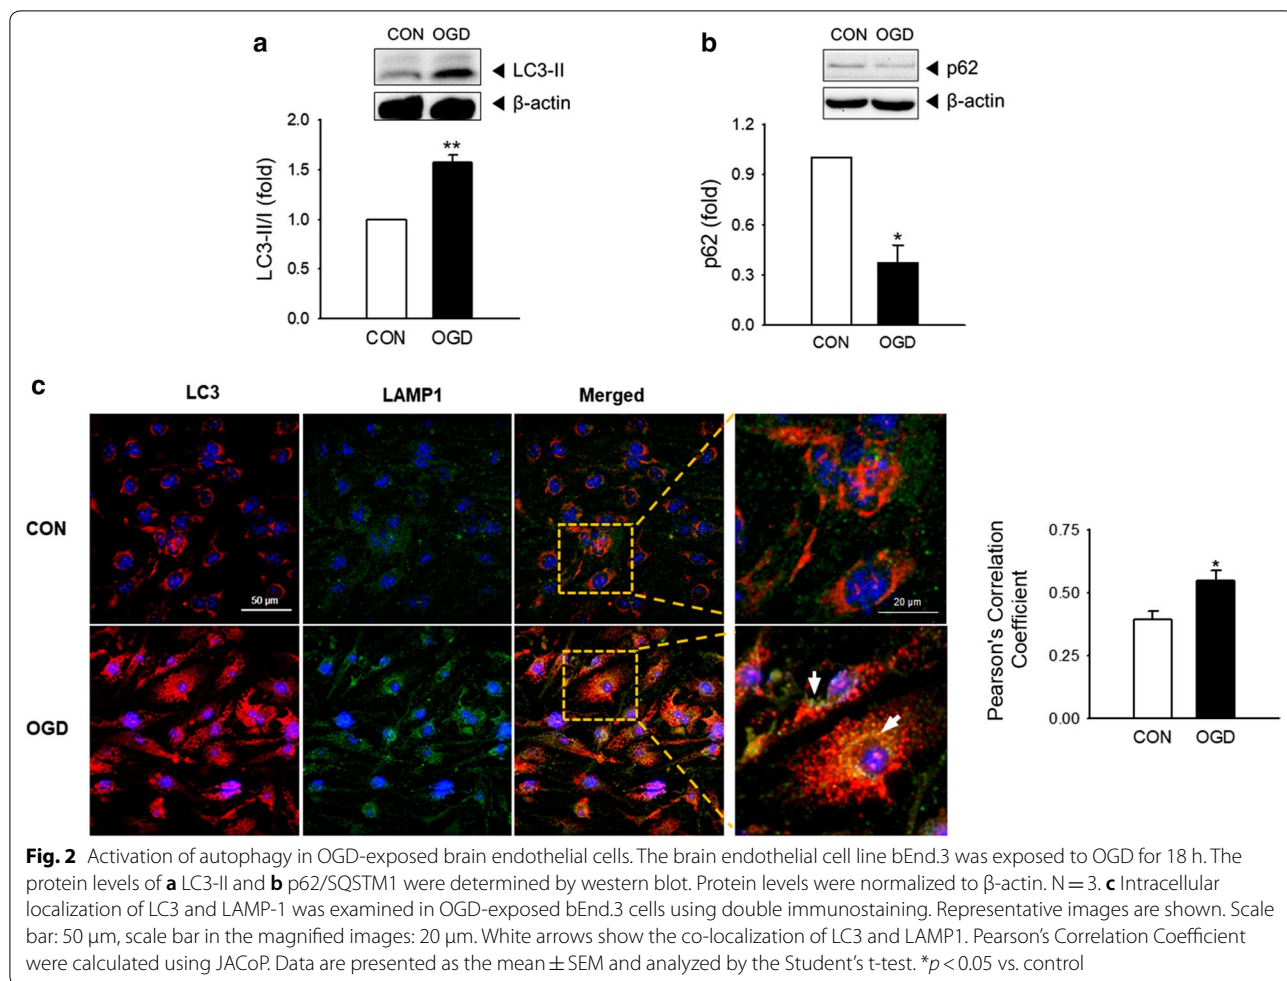 a
CON OGD
LC3-II
β-actin
2.0
1.5
1.0
0.5
0.0
LC3-II/I (fold)
**
CON OGD
b
CON OGD
p62
β-actin
1.2
0.9
0.6
0.3
0.0
p62 (fold)
*
CON OGD
c
LC3 LAMP1 Merged
CON
50 µm
20 µm
OGD
Pearson's Correlation
Coefficient
0.75
0.50
0.25
0.00
*
CON OGD
Fig. 2 Activation of autophagy in OGD-exposed brain endothelial cells. The brain endothelial cell line bEnd.3 was exposed to OGD for 18 h. The
protein levels of a LC3-II and b p62/SQSTM1 were determined by western blot. Protein levels were normalized to β-actin. N = 3. c Intracellular
localization of LC3 and LAMP-1 was examined in OGD-exposed bEnd.3 cells using double immunostaining. Representative images are shown. Scale
bar: 50 µm, scale bar in the magnified images: 20 µm. White arrows show the co-localization of LC3 and LAMP1. Pearson's Correlation Coefficient
were calculated using JACoP. Data are presented as the mean ± SEM and analyzed by the Student's t-test. *p < 0.05 vs. control